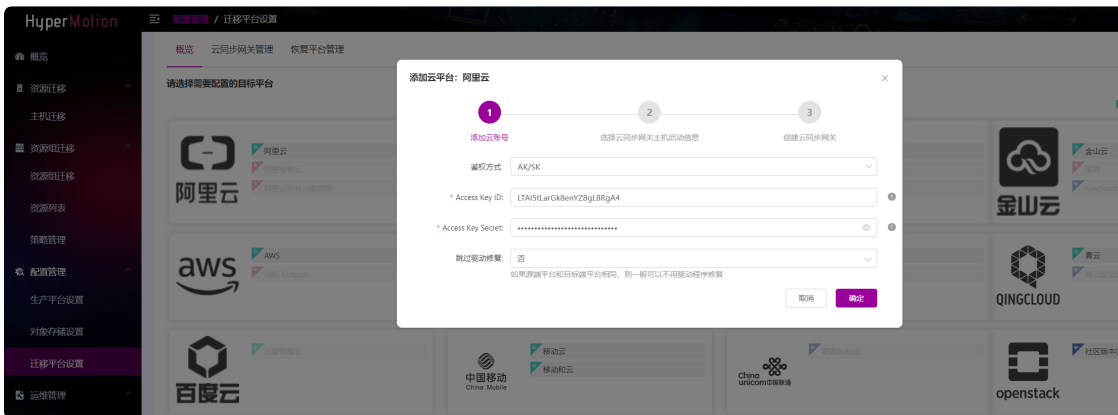 HyperMotion
配置管理 / 迁移平台设置
概览
资源迁移
主机迁移
资源组迁移
资源组迁移
资源列表
策略管理
配置管理
生产平台设置
对象存储设置
迁移平台设置
运维管理
概览 云同步网关管理 恢复平台管理
请选择需要配置的目标平台
阿里云
阿里云
金山云
金山云
aws
AWS
AWS Outposts
QINGCLOUD
青云
百度云
中国移动
China Mobile
移动云
移动和云
China
unicom中国联通
openstack
社区版本
添加云平台：阿里云
1 2 3
添加云账号 选择云同步网关主机启动信息 创建云同步网关
鉴权方式 AK/SK
* Access Key ID: LTAI5tLarGk8enYZ8gL8RgA4
* Access Key Secret: ••••••••••••••••••••••••••••••
跳过驱动修复: 否
如果源端平台和目标端平台相同，则一般可以不用驱动程序修复
取消 确定